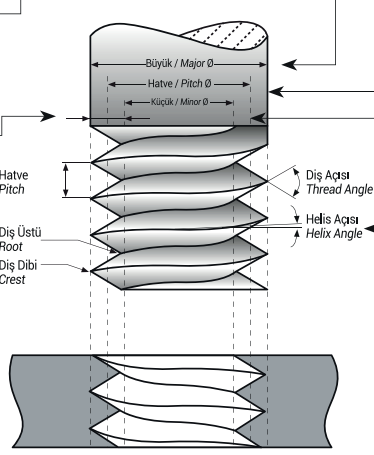 Büyük / Major Ø
Hatve / Pitch Ø
Küçük / Minor Ø
Hatve
Pitch
Diş Açısı
Thread Angle
Helis Açısı
Helix Angle
Diş Üstü
Root
Diş Dibi
Crest